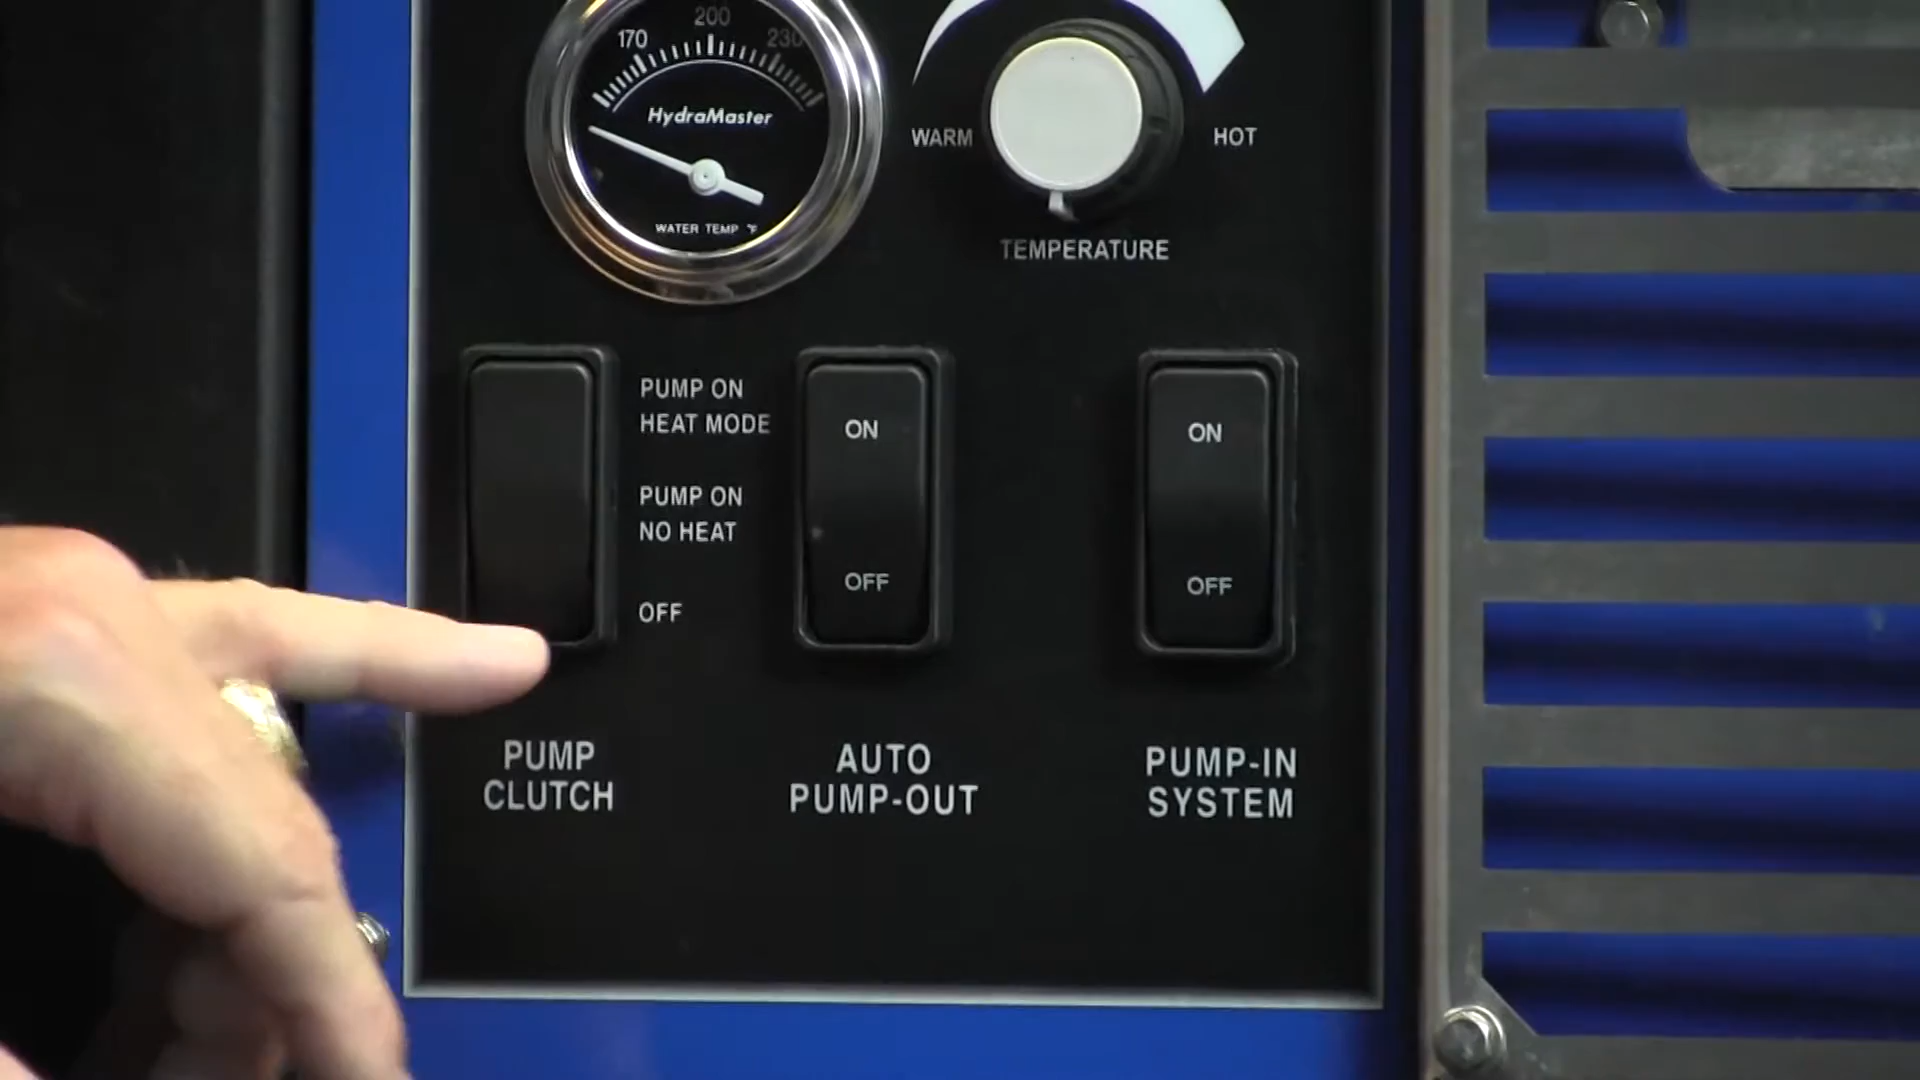 170 200 230
HydraMaster
WATER TEMP °F
WARM HOT
TEMPERATURE
PUMP ON
HEAT MODE
PUMP ON
NO HEAT
OFF
PUMP
CLUTCH
ON
OFF
AUTO
PUMP-OUT
ON
OFF
PUMP-IN
SYSTEM